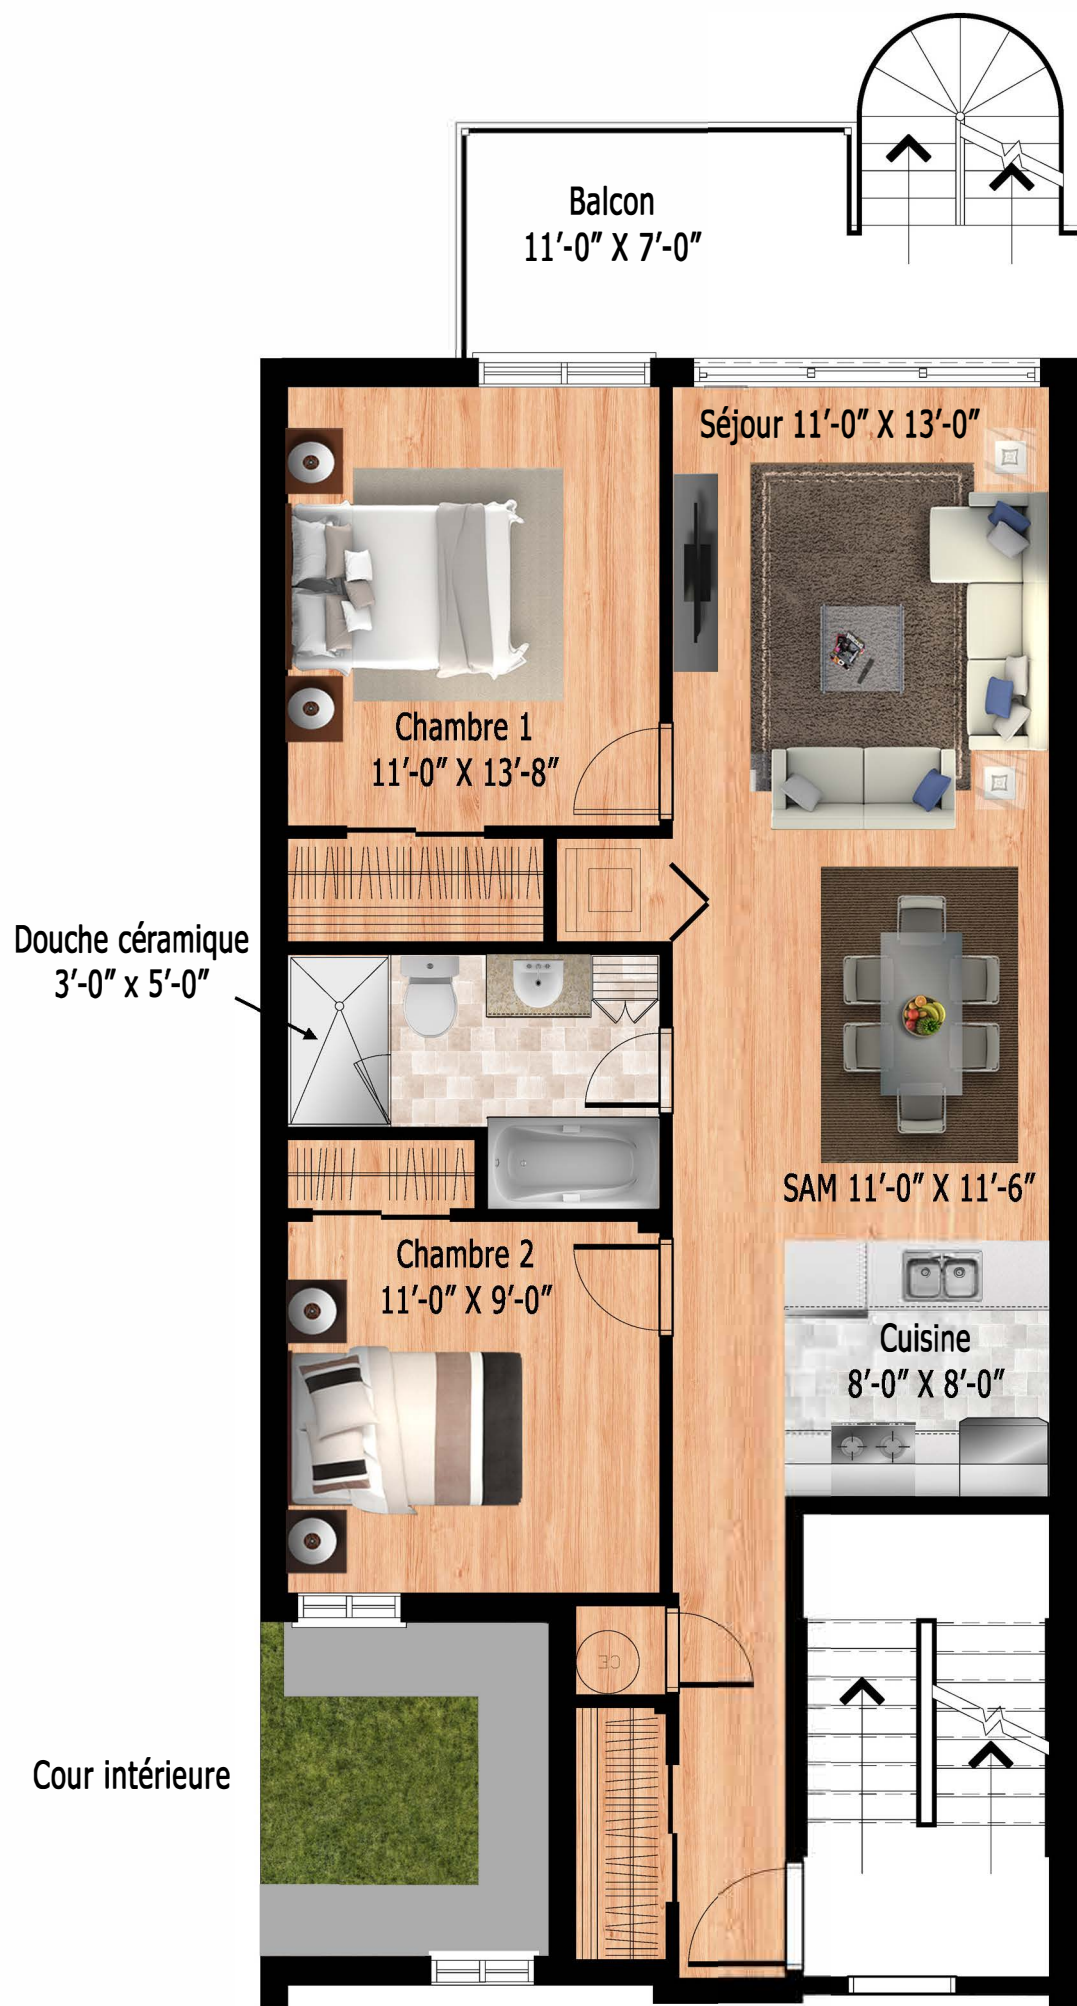 Balcon
11'-0" X 7'-0"
Séjour 11'-0" X 13'-0"
Chambre 1
11'-0" X 13'-8"
Douche céramique
3'-0" x 5'-0"
SAM 11'-0" X 11'-6"
Chambre 2
11'-0" X 9'-0"
Cuisine
8'-0" X 8'-0"
CE
Cour intérieure